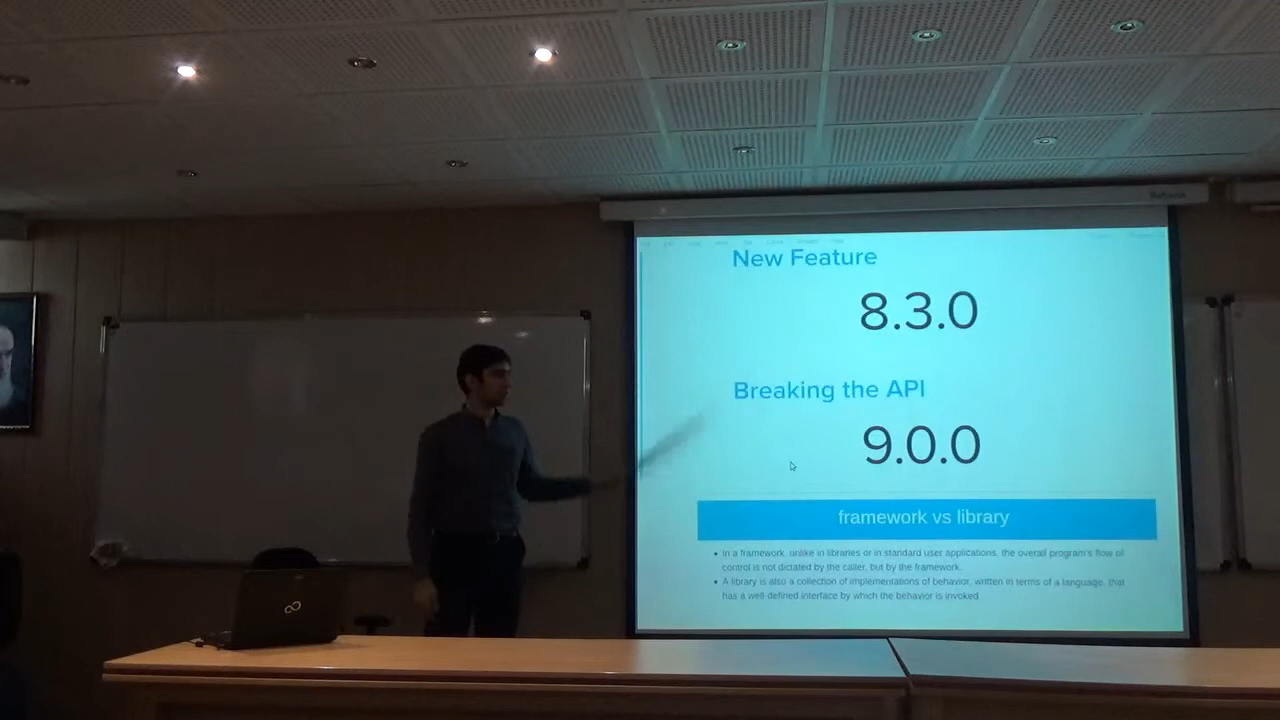 New Feature
8.3.0
Breaking the API
9.0.0
framework vs library
In a framework, unlike in libraries or in standard user applications, the overall program's flow of
control is not dictated by the caller, but by the framework.
A library is also a collection of implementations of behavior, written in terms of a language, that
has a well defined interface by which the behavior is invoked